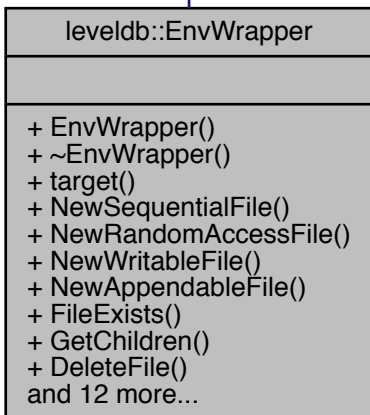 leveldb::EnvWrapper
+ EnvWrapper()
+ ~EnvWrapper()
+ target()
+ NewSequentialFile()
+ NewRandomAccessFile()
+ NewWritableFile()
+ NewAppendableFile()
+ FileExists()
+ GetChildren()
+ DeleteFile()
and 12 more...